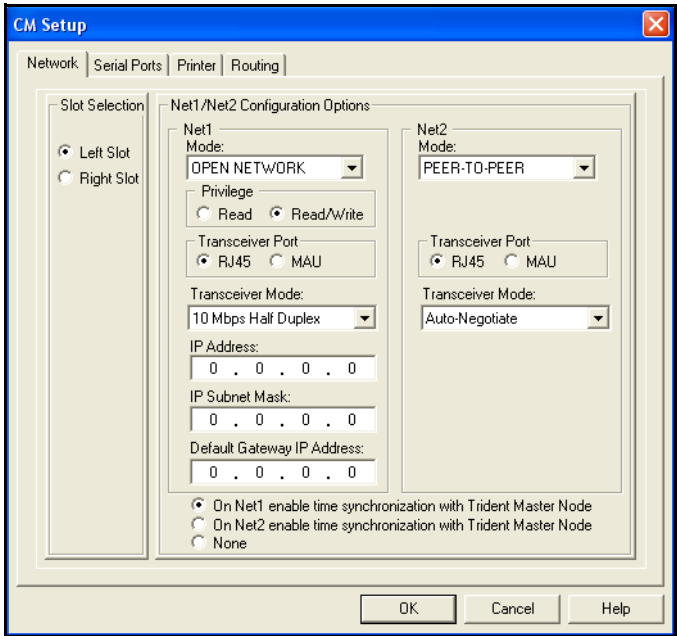 CM Setup
Network Serial Ports Printer Routing
Slot Selection
Left Slot
Right Slot
Net1/Net2 Configuration Options
Net1
Mode:
OPEN NETWORK
Privilege
Read Read/Write
Transceiver Port
RJ45 MAU
Transceiver Mode:
10 Mbps Half Duplex
IP Address:
0 . 0 . 0 . 0
IP Subnet Mask:
0 . 0 . 0 . 0
Default Gateway IP Address:
0 . 0 . 0 . 0
Net2
Mode:
PEER-TO-PEER
Transceiver Port
RJ45 MAU
Transceiver Mode:
Auto-Negotiate
On Net1 enable time synchronization with Trident Master Node
On Net2 enable time synchronization with Trident Master Node
None
OK Cancel Help